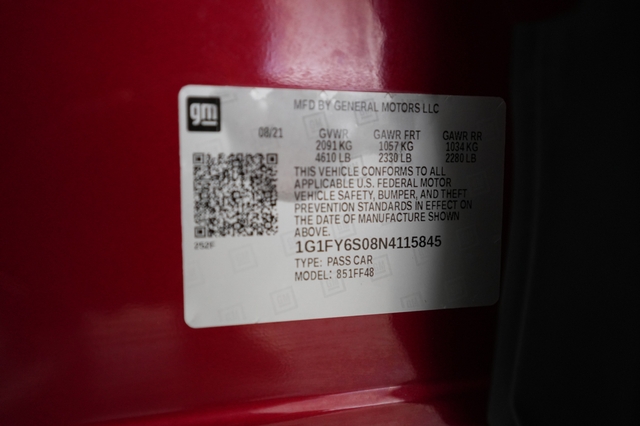 gm
MFD BY GENERAL MOTORS LLC
08/21 GVWR GAWR FRT GAWR RR
2091 KG 1057 KG 1034 KG
4610 LB 2330 LB 2280 LB
THIS VEHICLE CONFORMS TO ALL
APPLICABLE U.S. FEDERAL MOTOR
VEHICLE SAFETY, BUMPER, AND THEFT
PREVENTION STANDARDS IN EFFECT ON
THE DATE OF MANUFACTURE SHOWN
ABOVE.
252F
1G1FY6S08N4115845
TYPE: PASS CAR
MODEL: 851FF48